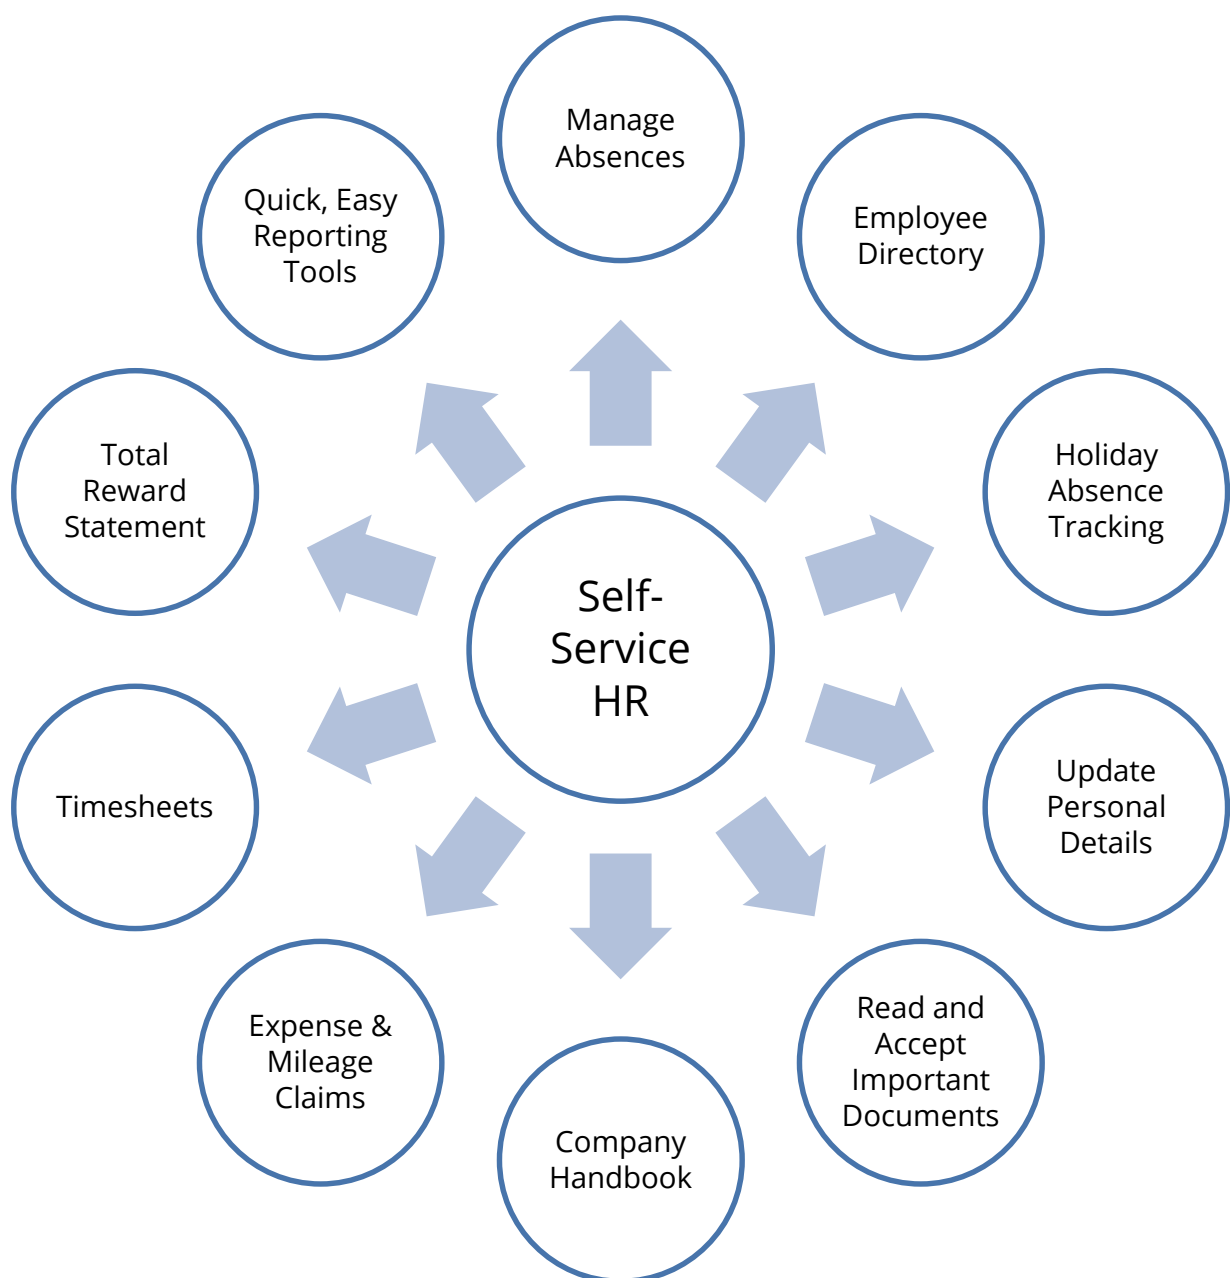 Manage
Absences
Employee
Directory
Holiday
Absence
Tracking
Update
Personal
Details
Read and
Accept
Important
Documents
Company
Handbook
Expense &
Mileage
Claims
Timesheets
Total
Reward
Statement
Quick, Easy
Reporting
Tools
Self-
Service
HR